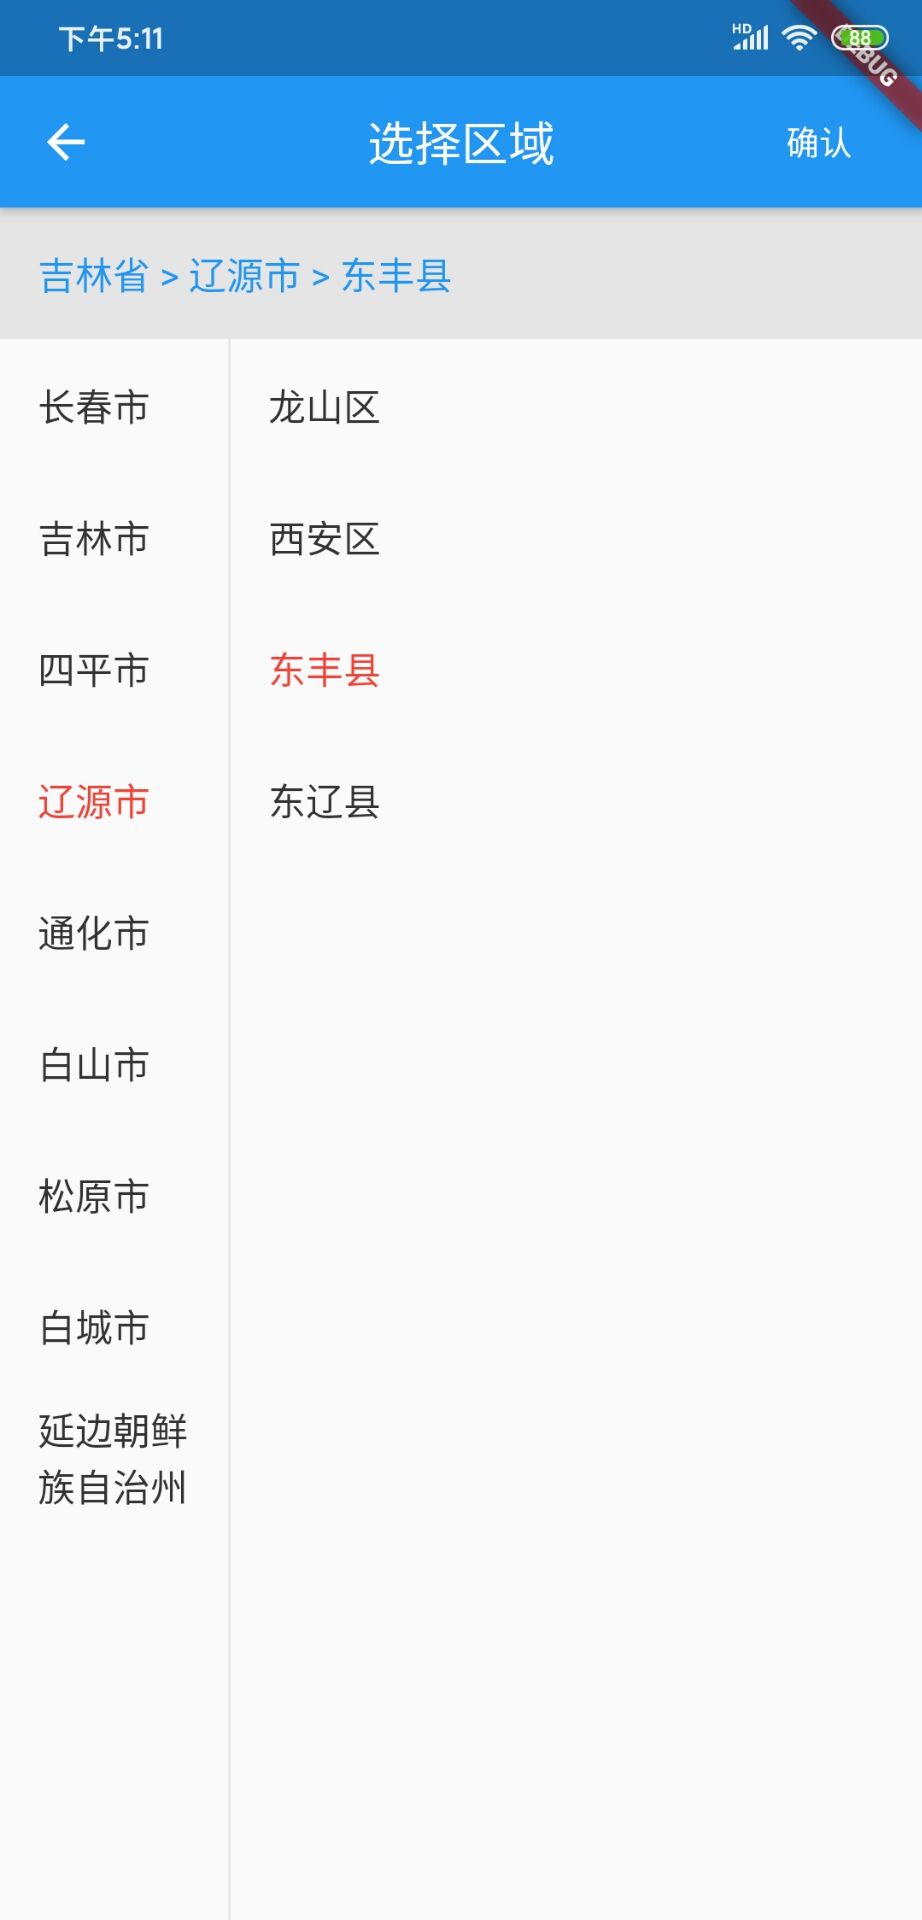 下午5:11
HD
88
选择区域
确认
吉林省 > 辽源市 > 东丰县
长春市
吉林市
四平市
辽源市
通化市
白山市
松原市
白城市
延边朝鲜
族自治州
龙山区
西安区
东丰县
东辽县